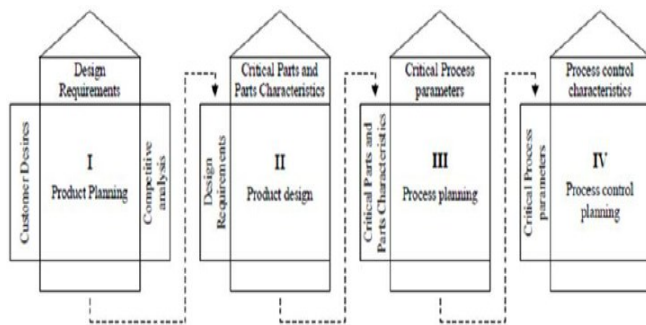 Design
Requirements
Customer Desires
I
Product Planning
Competitive
analysis
Critical Parts and
Parts Characteristics
Design
Requirements
II
Product design
Critical Process
parameters
Critical Parts and
Parts Characteristics
III
Process planning
Process control
characteristics
Critical Process
parameters
IV
Process control
planning